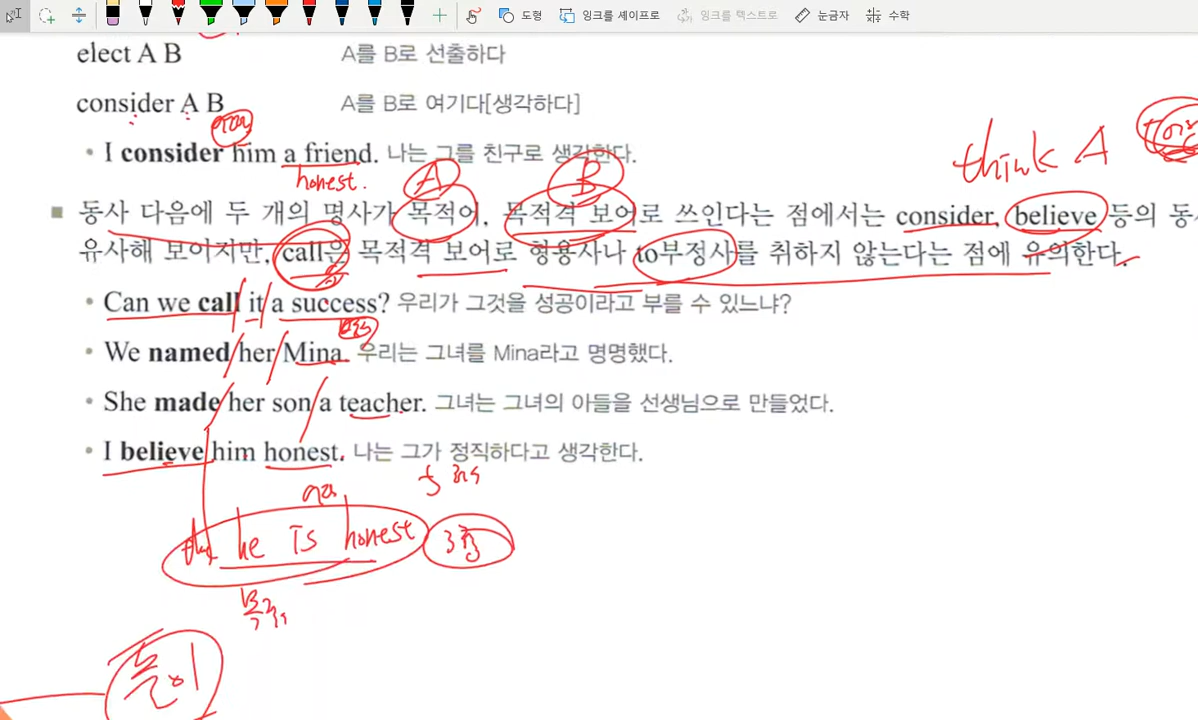 도형 잉크를 셰이프로 잉크를 텍스트로 눈금자 수학
elect A B A를 B로 선출하다
consider A B A를 B로 여기다[생각하다]
• I consider him a friend. 나는 그를 친구로 생각한다.
honest.
think A
A
B
■ 동사 다음에 두 개의 명사가 목적어, 목적격 보어로 쓰인다는 점에서는 consider, believe 등의 동
유사해 보이지만, call은 목적격 보어로 형용사나 to부정사를 취하지 않는다는 점에 유의한다.
• Can we call it a success? 우리가 그것을 성공이라고 부를 수 있느냐?
• We named her Mina. 우리는 그녀를 Mina라고 명명했다.
• She made her son a teacher. 그녀는 그녀의 아들을 선생님으로 만들었다.
• I believe him honest. 나는 그가 정직하다고 생각한다.
that he is honest